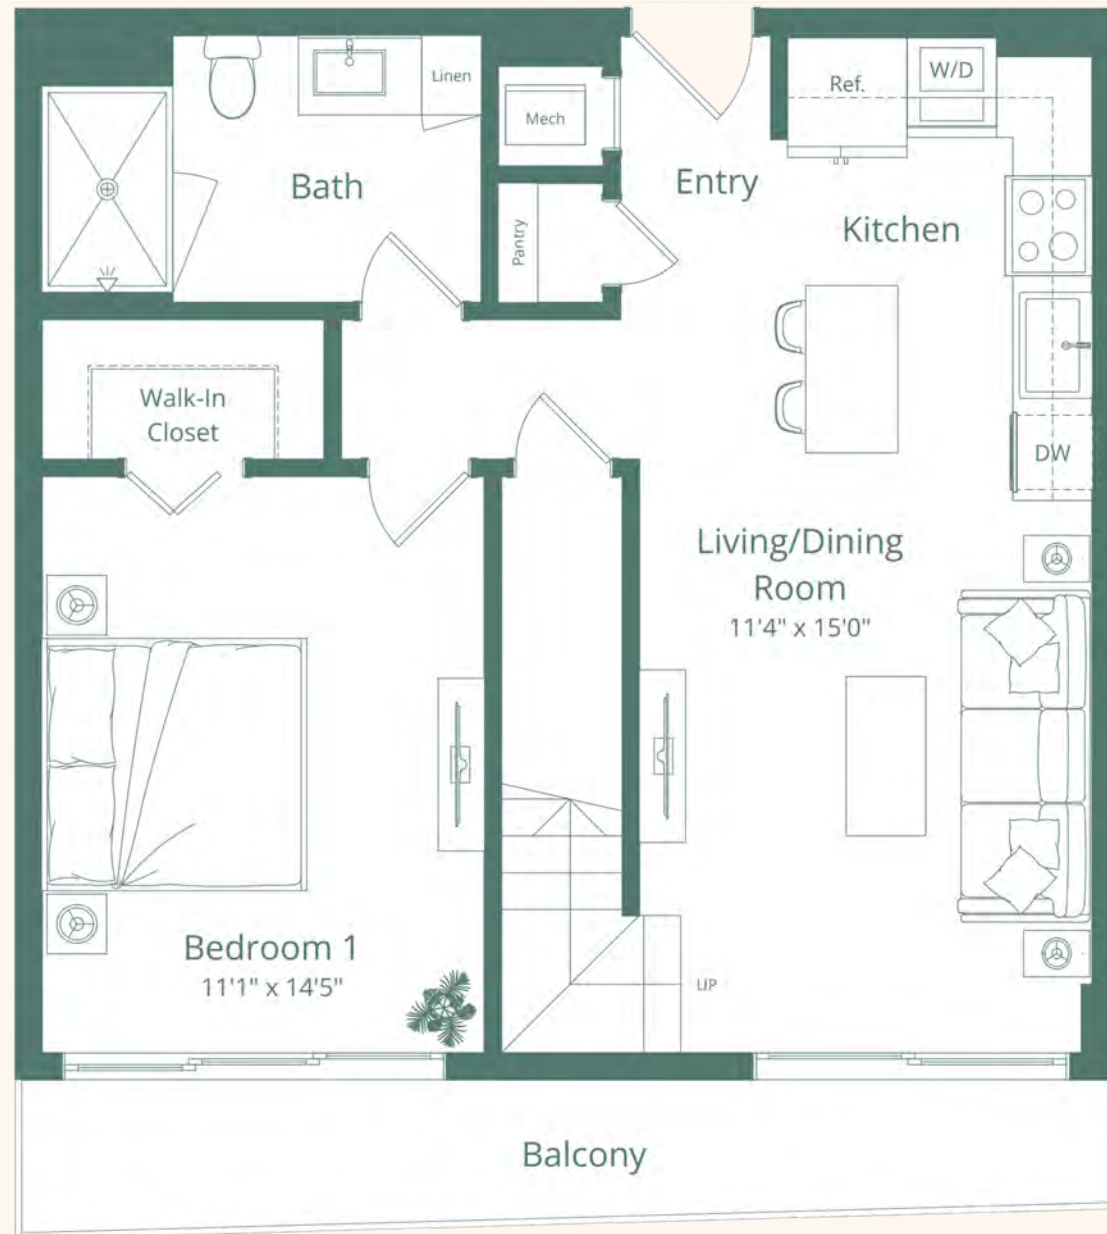 Linen
Ref.
W/D
Mech
Bath
Entry
Kitchen
Pantry
Walk-In
Closet
DW
Living/Dining
Room
11'4" x 15'0"
Bedroom 1
11'1" x 14'5"
UP
Balcony